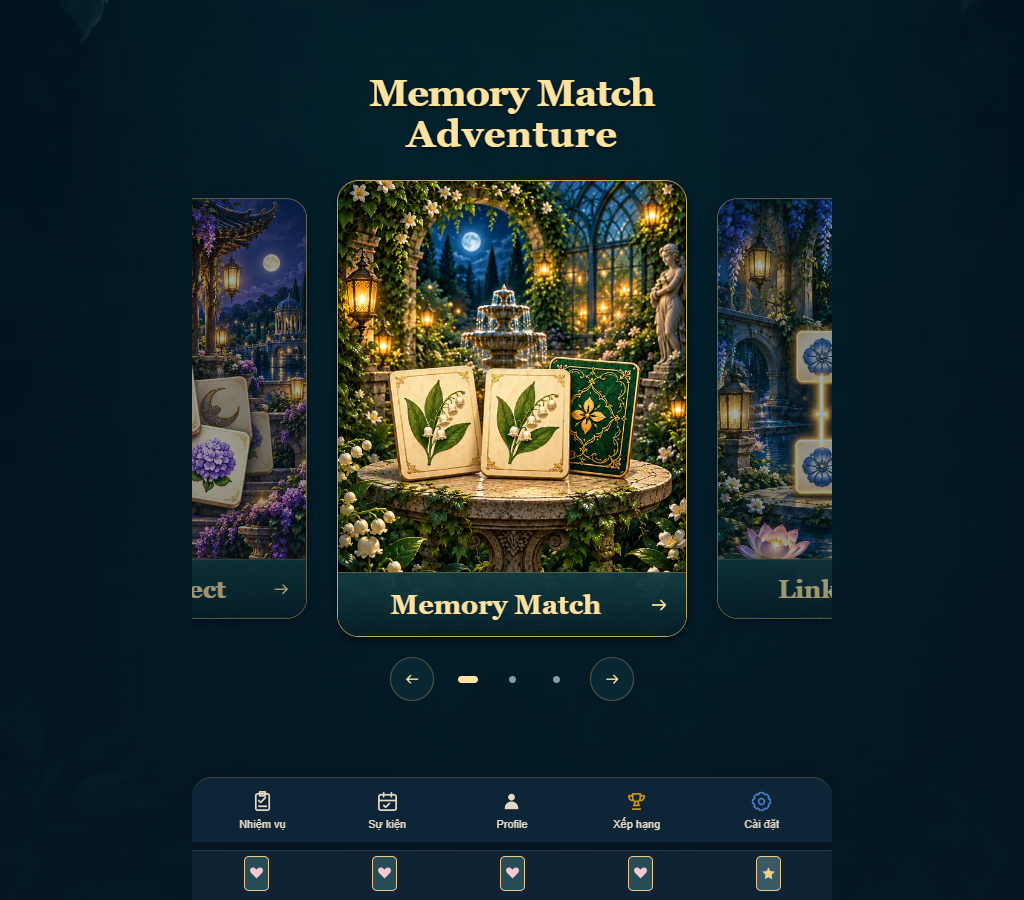 Memory Match
Adventure
ect
Memory Match
Link
Nhiệm vụ
Sự kiện
Profile
Xếp hạng
Cài đặt